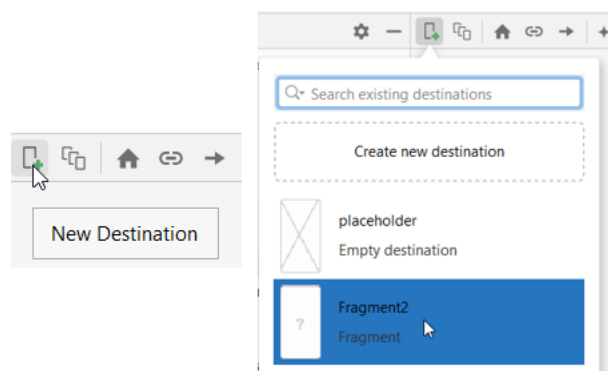 New Destination
Search existing destinations
Create new destination
placeholder
Empty destination
?
Fragment2
Fragment